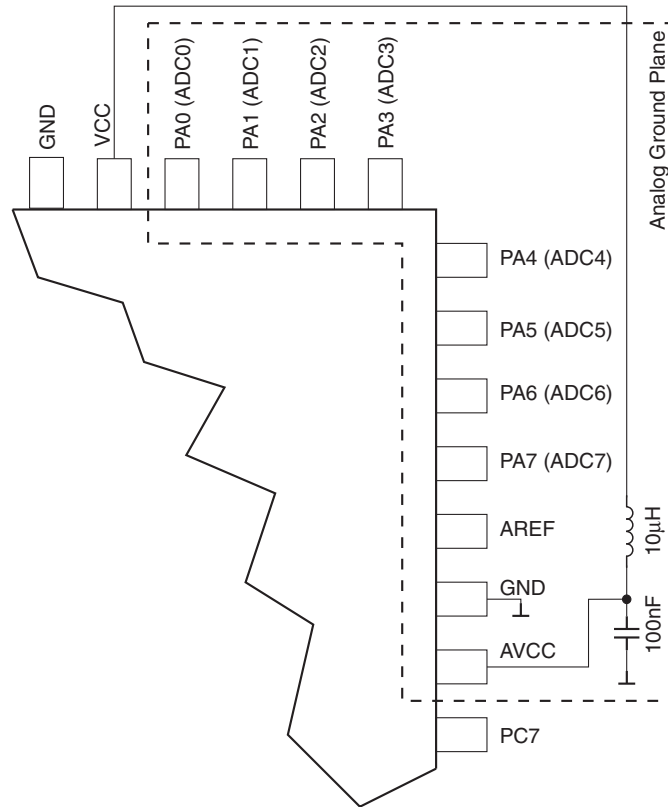 GND
VCC
PA0 (ADC0)
PA1 (ADC1)
PA2 (ADC2)
PA3 (ADC3)
Analog Ground Plane
PA4 (ADC4)
PA5 (ADC5)
PA6 (ADC6)
PA7 (ADC7)
AREF
10μH
GND
AVCC
100nF
PC7